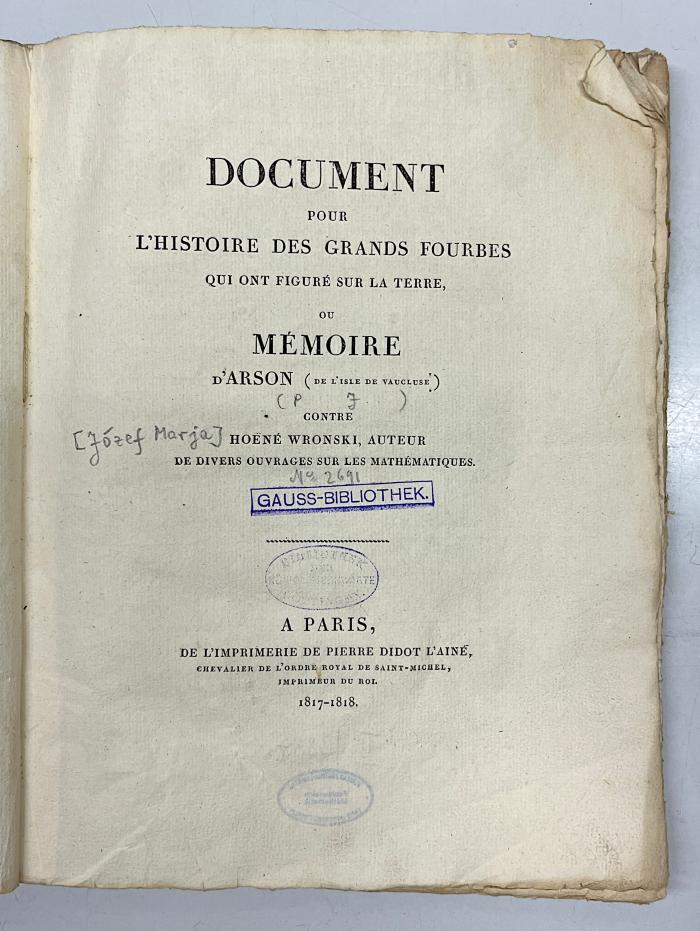 DOCUMENT
POUR
L'HISTOIRE DES GRANDS FOURBES
QUI ONT FIGURÉ SUR LA TERRE,
OU
MÉMOIRE
D'ARSON (DE L'ISLE DE VAUCLUSE)
(P J )
CONTRE
[Józef Marja] HOËNÉ WRONSKI, AUTEUR
DE DIVERS OUVRAGES SUR LES MATHÉMATIQUES.
No 2691
GAUSS-BIBLIOTHEK.
BIBLIOTHEK
DER
A PARIS,
DE L'IMPRIMERIE DE PIERRE DIDOT L'AINÉ,
CHEVALIER DE L'ORDRE ROYAL DE SAINT-MICHEL,
IMPRIMEUR DU ROI.
1817-1818.